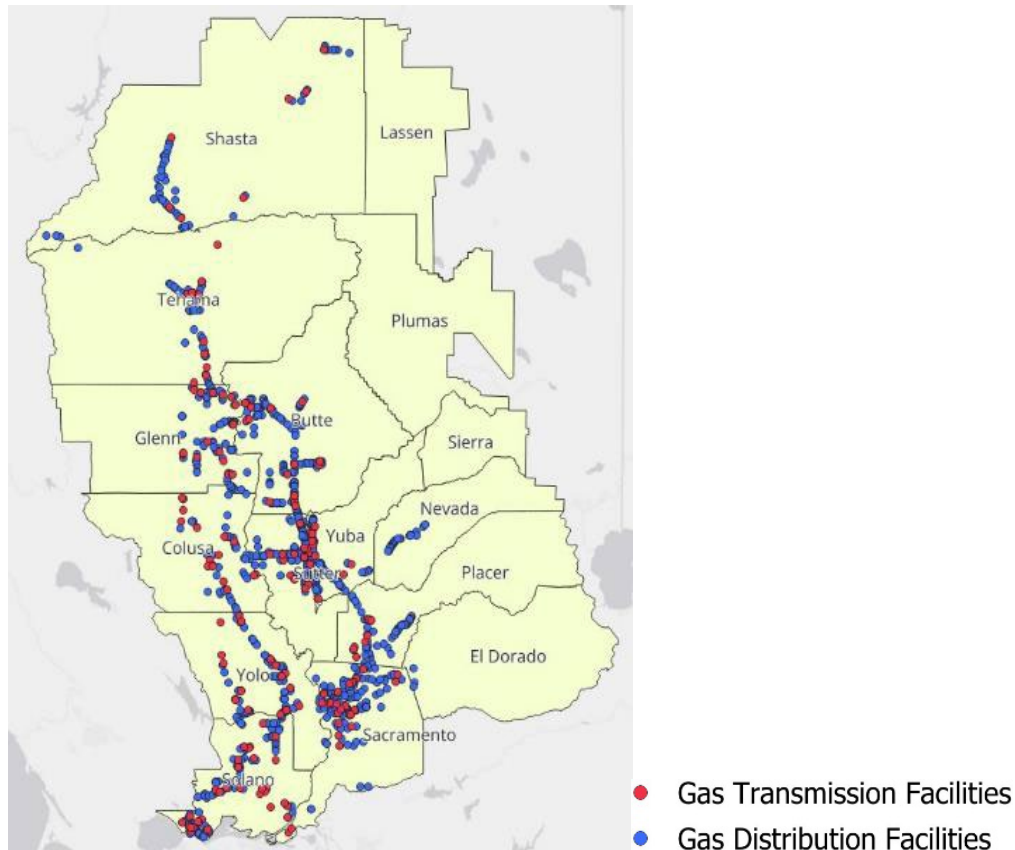 Shasta
Lassen
Tehama
Plumas
Butte
Glenn
Sierra
Nevada
Yuba
Colusa
Sutter
Placer
El Dorado
Yolo
Sacramento
Solano
Gas Transmission Facilities
Gas Distribution Facilities